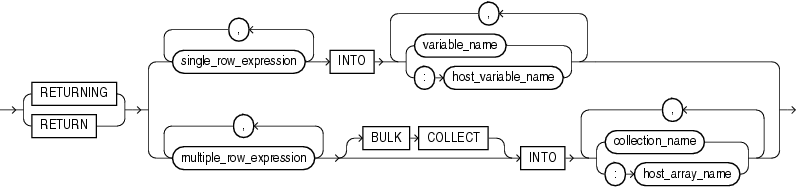 ,
,
single_row_expression
INTO
variable_name
: host_variable_name
RETURNING
RETURN
,
,
multiple_row_expression
BULK COLLECT
INTO
collection_name
: host_array_name